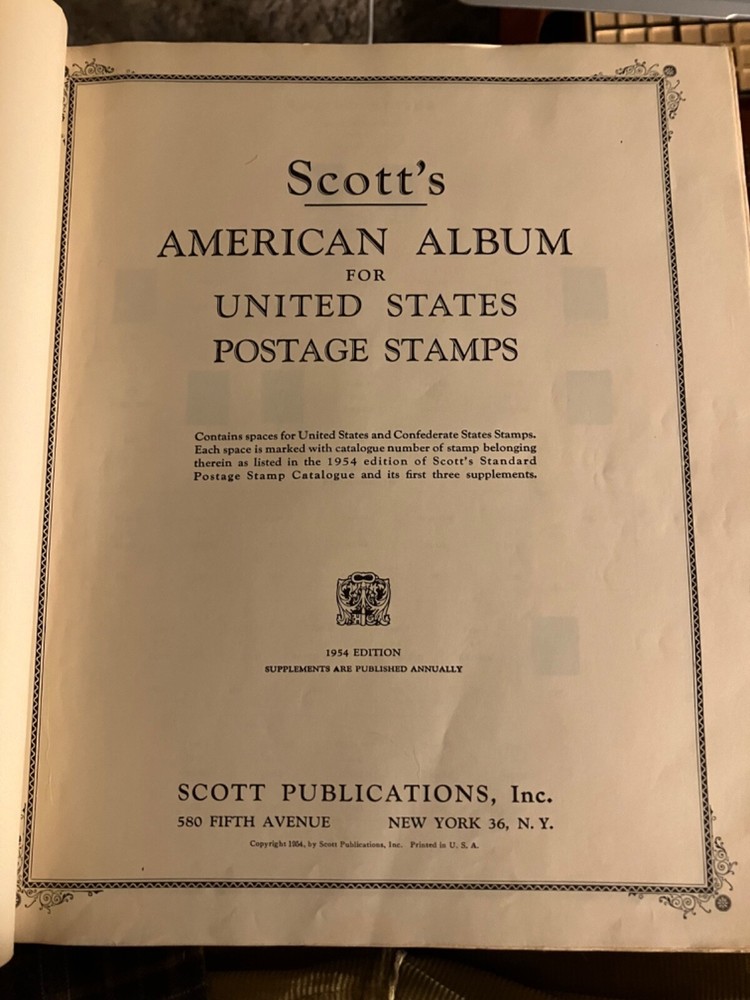 Scott's
AMERICAN ALBUM
FOR
UNITED STATES
POSTAGE STAMPS
Contains spaces for United States and Confederate States Stamps.
Each space is marked with catalogue number of stamp belonging
therein as listed in the 1954 edition of Scott's Standard
Postage Stamp Catalogue and its first three supplements.
1954 EDITION
SUPPLEMENTS ARE PUBLISHED ANNUALLY
SCOTT PUBLICATIONS, Inc.
580 FIFTH AVENUE NEW YORK 36, N. Y.
Copyright 1954, by Scott Publications, Inc. Printed in U. S. A.